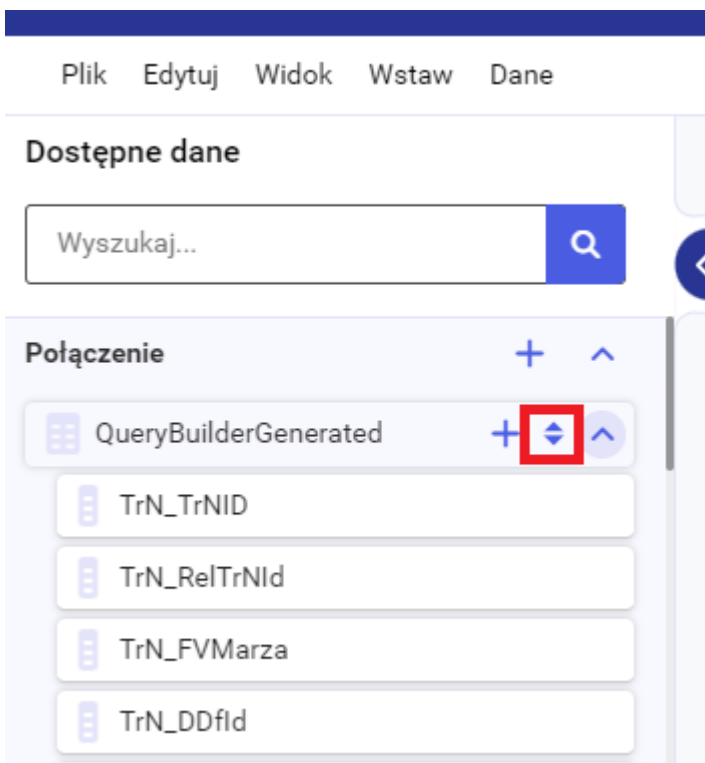 Plik Edytuj Widok Wstaw Dane
Dostępne dane
Wyszukaj...
Połączenie
QueryBuilderGenerated
TrN_TrNID
TrN_RelTrNId
TrN_FVMarza
TrN_DDfId